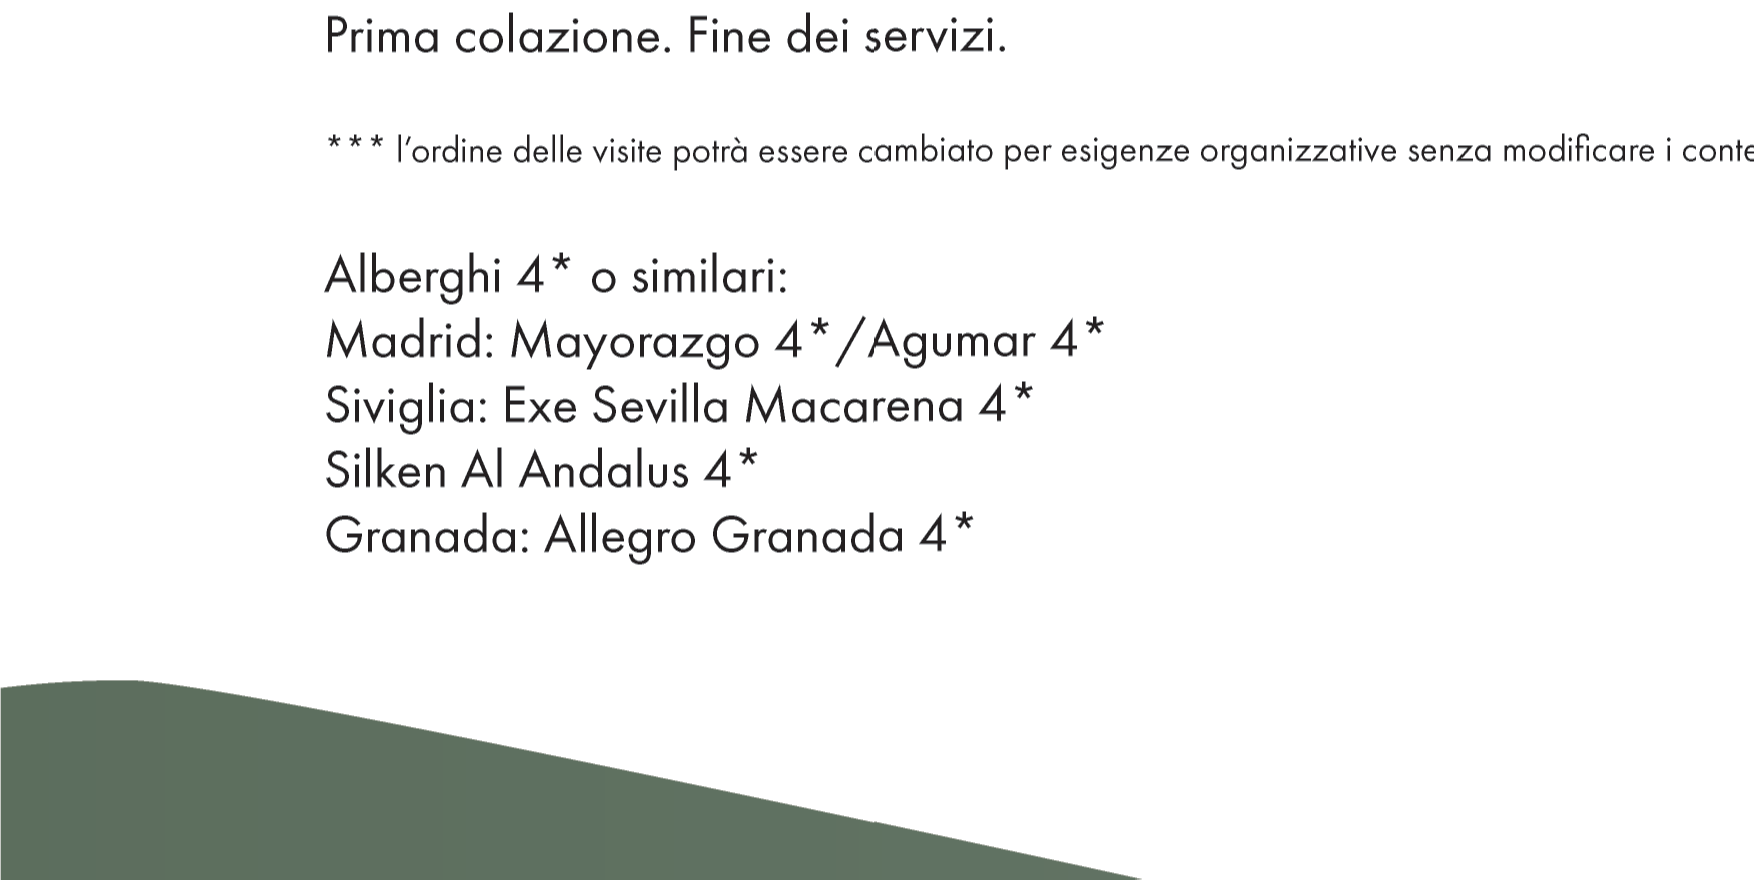 Prima colazione. Fine dei servizi.
*** l'ordine delle visite potrà essere cambiato per esigenze organizzative senza modificare i
Alberghi 4* o similari:
Madrid: Mayorazgo 4*/Agumar 4*
Siviglia: Exe Sevilla Macarena 4*
Silken Al Andalus 4*
Granada: Allegro Granada 4*